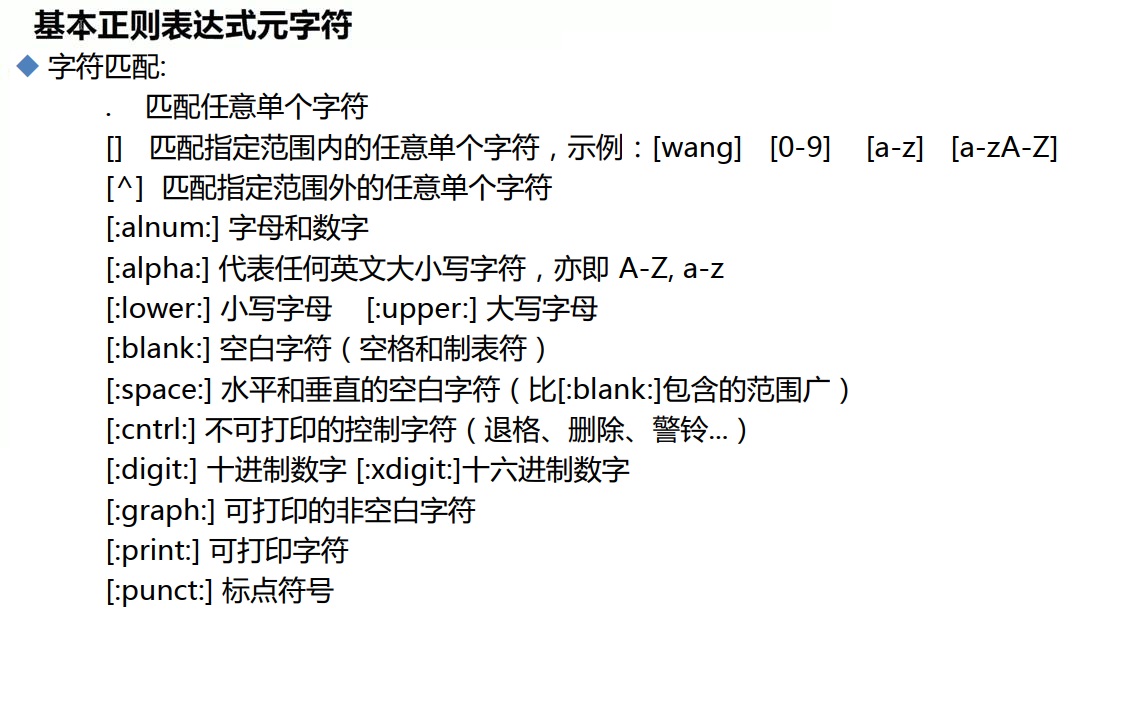 基本正则表达式元字符
字符匹配:
. 匹配任意单个字符
[] 匹配指定范围内的任意单个字符，示例：[wang] [0-9] [a-z] [a-zA-Z]
[^] 匹配指定范围外的任意单个字符
[:alnum:] 字母和数字
[:alpha:] 代表任何英文大小写字符，亦即 A-Z, a-z
[:lower:] 小写字母 [:upper:] 大写字母
[:blank:] 空白字符（空格和制表符）
[:space:] 水平和垂直的空白字符（比[:blank:]包含的范围广）
[:cntrl:] 不可打印的控制字符（退格、删除、警铃...）
[:digit:] 十进制数字 [:xdigit:]十六进制数字
[:graph:] 可打印的非空白字符
[:print:] 可打印字符
[:punct:] 标点符号